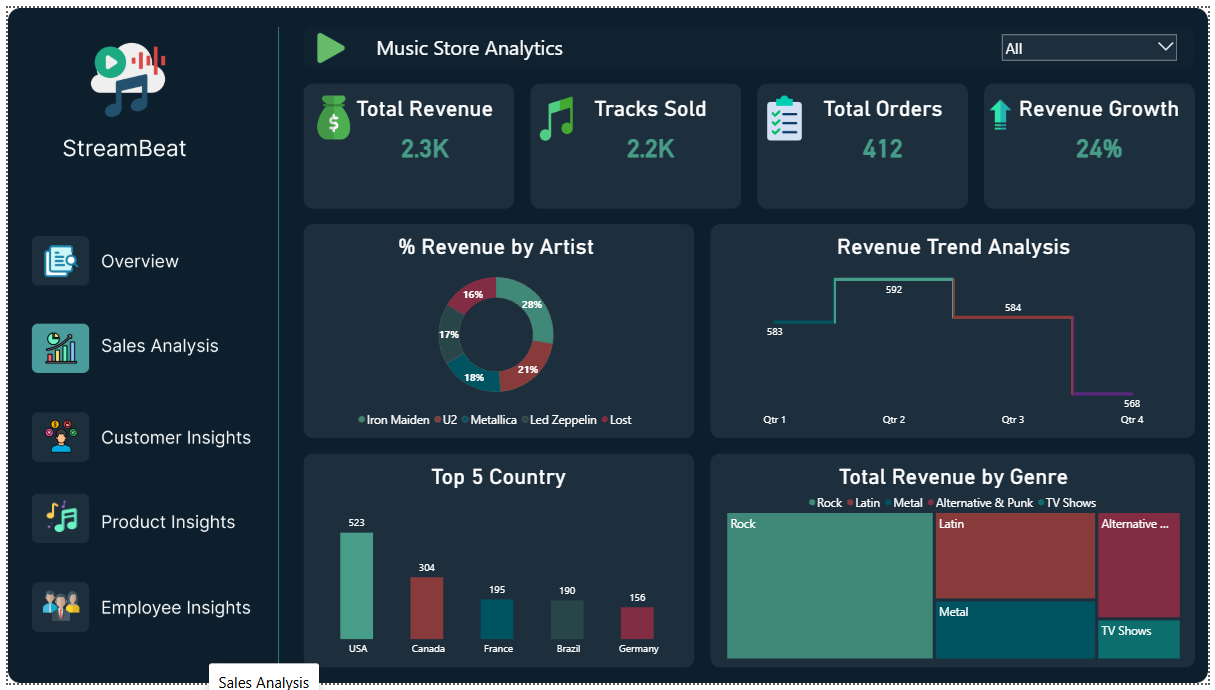 StreamBeat
Overview
Sales Analysis
Customer Insights
Product Insights
Employee Insights
Sales Analysis
Music Store Analytics
All
Total Revenue
2.3K
Tracks Sold
2.2K
Total Orders
412
Revenue Growth
24%
% Revenue by Artist
28%
21%
18%
17%
16%
Iron Maiden U2 Metallica Led Zeppelin Lost
Revenue Trend Analysis
583
592
584
568
Qtr 1 Qtr 2 Qtr 3 Qtr 4
Top 5 Country
523
304
195
190
156
USA Canada France Brazil Germany
Total Revenue by Genre
Rock Latin Metal Alternative & Punk TV Shows
Rock
Latin
Alternative ...
Metal
TV Shows